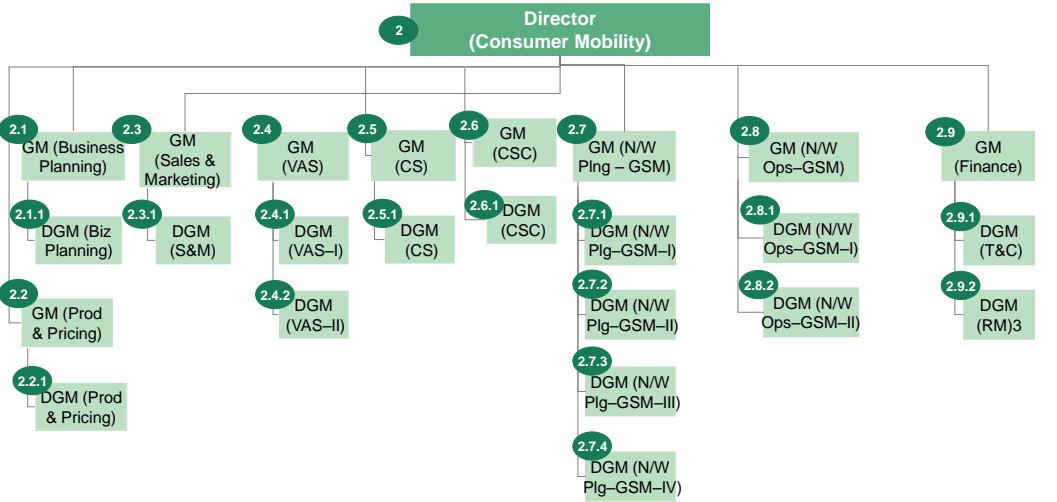 2
Director
(Consumer Mobility)
2.1
GM (Business
Planning)
2.1.1
DGM (Biz
Planning)
2.2
GM (Prod
& Pricing)
2.2.1
DGM (Prod
& Pricing)
2.3
GM
(Sales &
Marketing)
2.3.1
DGM
(S&M)
2.4
GM
(VAS)
2.4.1
DGM
(VAS–I)
2.4.2
DGM
(VAS–II)
2.5
GM
(CS)
2.5.1
DGM
(CS)
2.6
GM
(CSC)
2.6.1
DGM
(CSC)
2.7
GM (N/W
Plng – GSM)
2.7.1
DGM (N/W
Plg–GSM–I)
2.7.2
DGM (N/W
Plg–GSM–II)
2.7.3
DGM (N/W
Plg–GSM–III)
2.7.4
DGM (N/W
Plg–GSM–IV)
2.8
GM (N/W
Ops–GSM)
2.8.1
DGM (N/W
Ops–GSM–I)
2.8.2
DGM (N/W
Ops–GSM–II)
2.9
GM
(Finance)
2.9.1
DGM
(T&C)
2.9.2
DGM
(RM)3